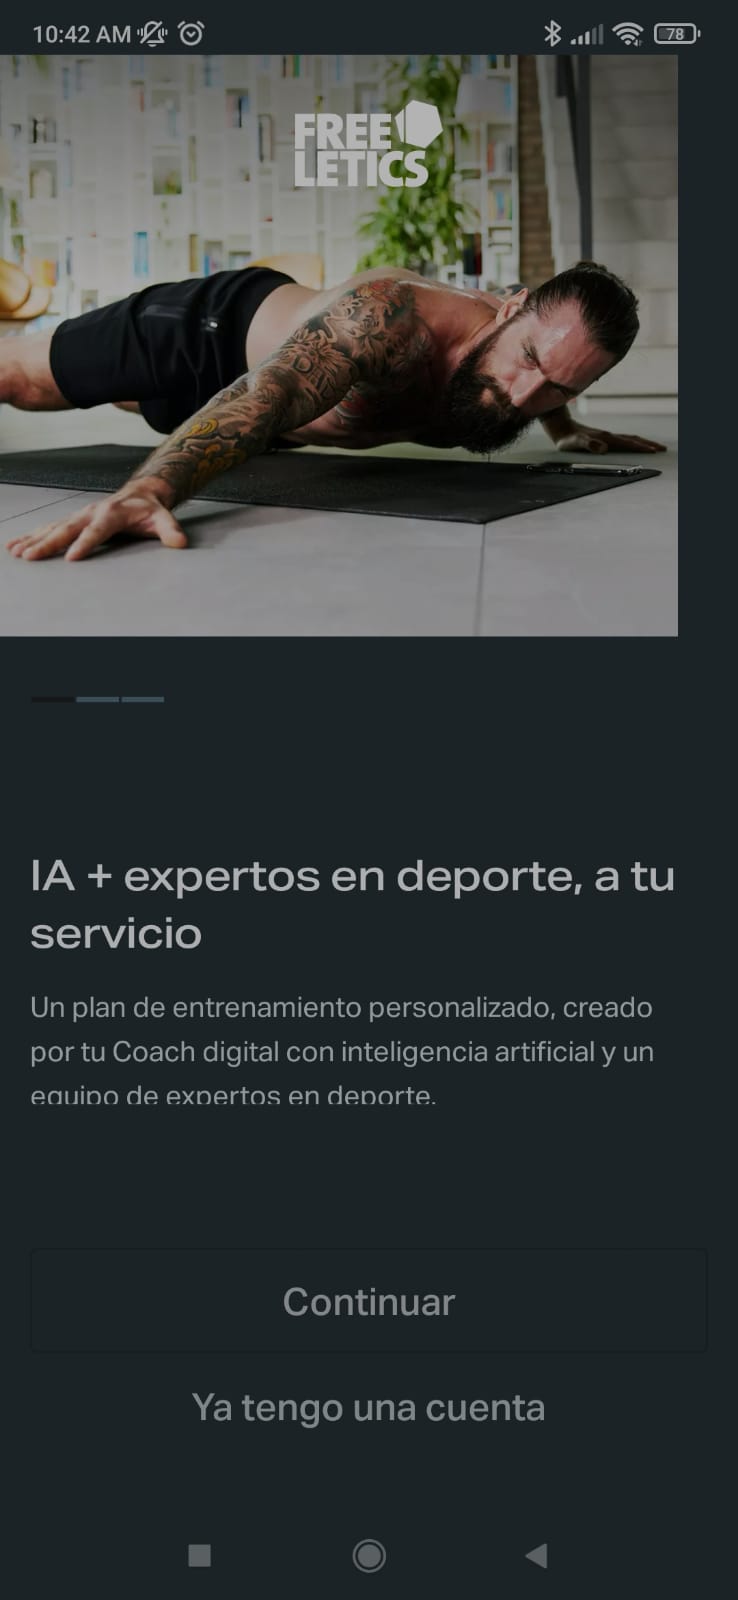 10:42 AM
78
FREE
LETICS
IA + expertos en deporte, a tu
servicio
Un plan de entrenamiento personalizado, creado
por tu Coach digital con inteligencia artificial y un
equipo de expertos en deporte.
Continuar
Ya tengo una cuenta